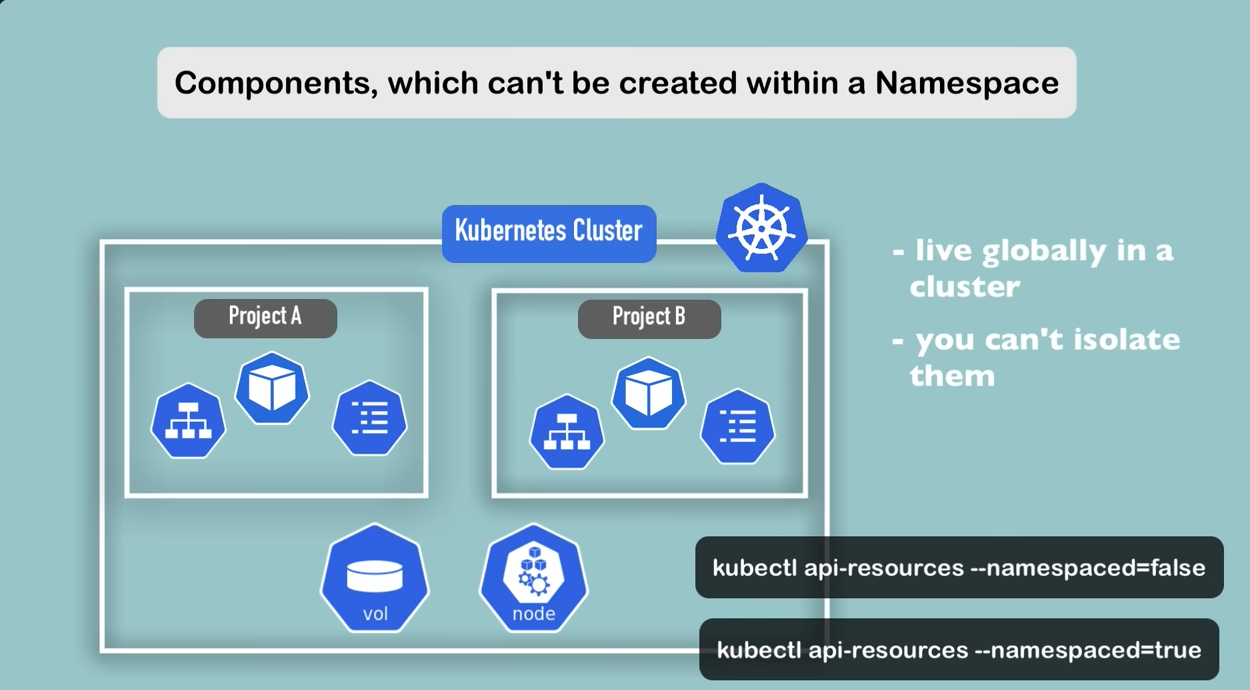 Components, which can't be created within a Namespace
Kubernetes Cluster
- live globally in a
cluster
- you can't isolate
them
Project A
Project B
vol
node
kubectl api-resources --namespaced=false
kubectl api-resources --namespaced=true